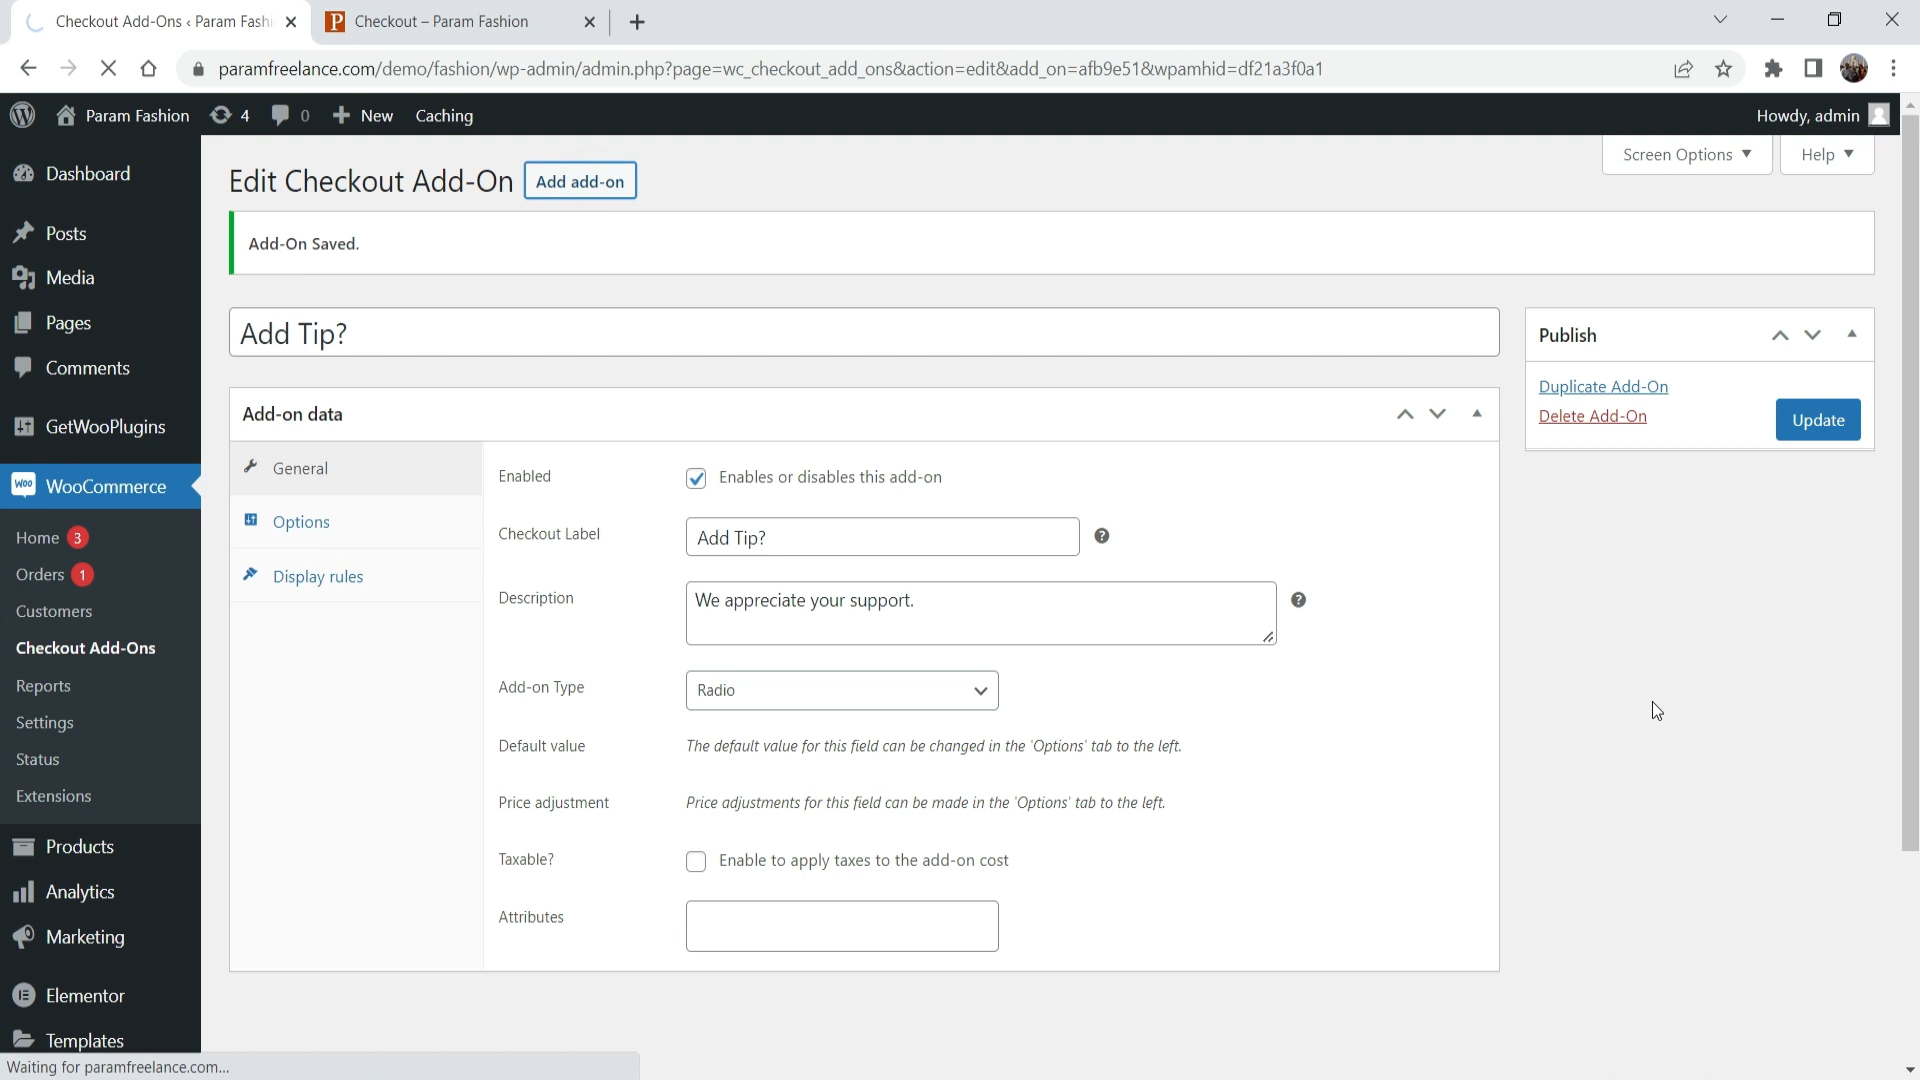 Checkout Add-Ons ‹ Param Fashi
Checkout – Param Fashion
paramfreelance.com/demo/fashion/wp-admin/admin.php?page=wc_checkout_add_ons&action=edit&add_on=afb9e51&wpamhid=df21a3f0a1
Param Fashion
4
0
New
Caching
Howdy, admin
Dashboard
Posts
Media
Pages
Comments
GetWooPlugins
WooCommerce
Home 3
Orders 1
Customers
Checkout Add-Ons
Reports
Settings
Status
Extensions
Products
Analytics
Marketing
Elementor
Templates
Waiting for paramfreelance.com...
Screen Options
Help
Edit Checkout Add-On
Add add-on
Add-On Saved.
Add Tip?
Add-on data
General
Options
Display rules
Enabled
Enables or disables this add-on
Checkout Label
Add Tip?
Description
We appreciate your support.
Add-on Type
Radio
Default value
The default value for this field can be changed in the 'Options' tab to the left.
Price adjustment
Price adjustments for this field can be made in the 'Options' tab to the left.
Taxable?
Enable to apply taxes to the add-on cost
Attributes
Publish
Duplicate Add-On
Delete Add-On
Update